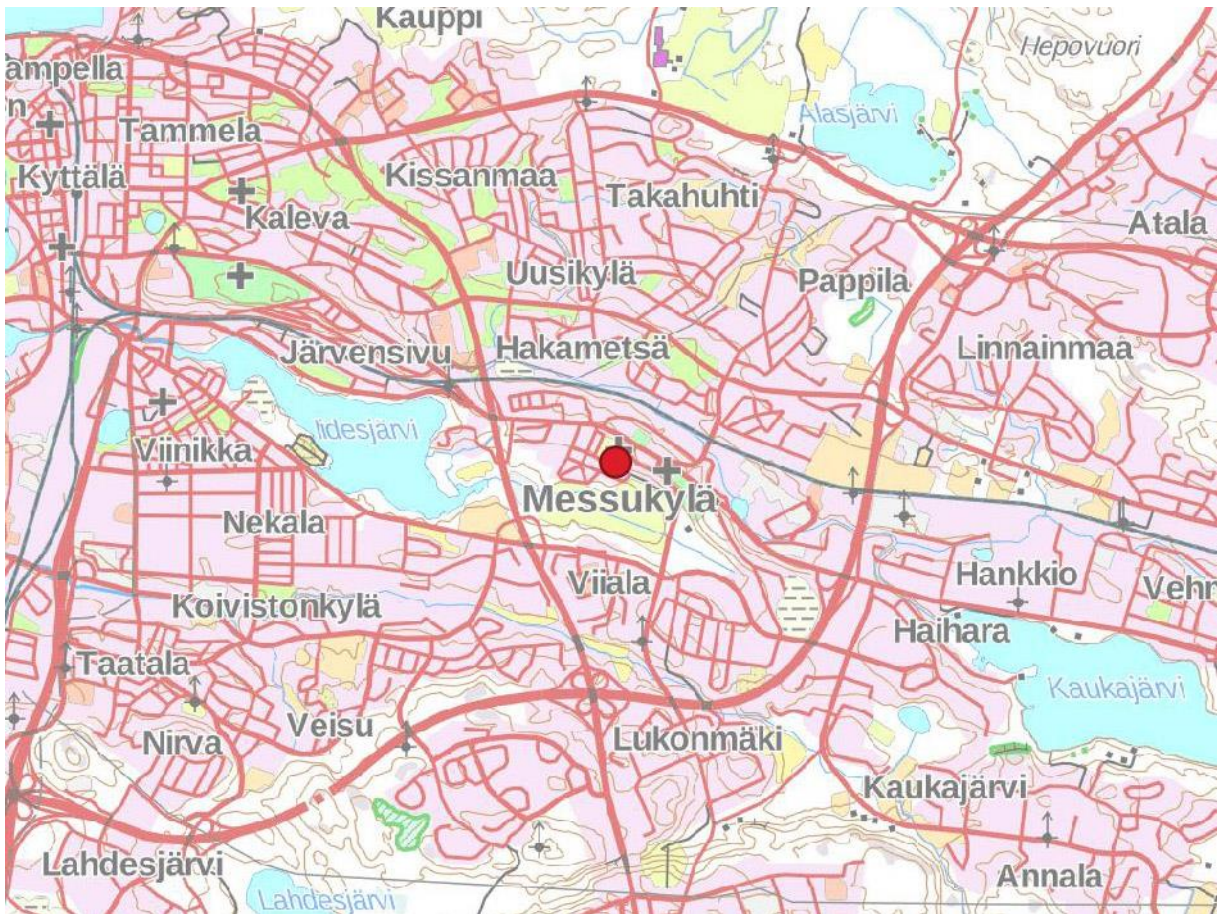 Kauppi
Hepovuori
ampella
n
Tammela
Alasjärvi
Kyttälä
Kissanmaa
Takahuhti
Kaleva
Atala
Uusikylä
Pappila
Järvensivu
Hakametsä
Linnainmaa
Iidesjärvi
Viinikka
Messukylä
Nekala
Viiala
Hankkio
Vehm
Koivistonkylä
Haihara
Taatala
Kaukajärvi
Veisu
Nirva
Lukonmäki
Kaukajärvi
Lahdesjärvi
Annala
Lahdesjärvi